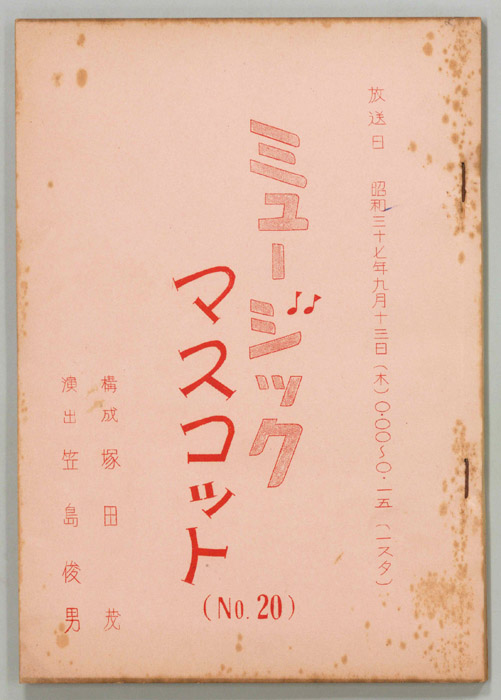 放送日 昭和三十七年九月十三日(木)0.00〜0.一五(一スタ)
ミュージック
マスコット
(No. 20)
構成 塚田茂
演出 笠島俊男